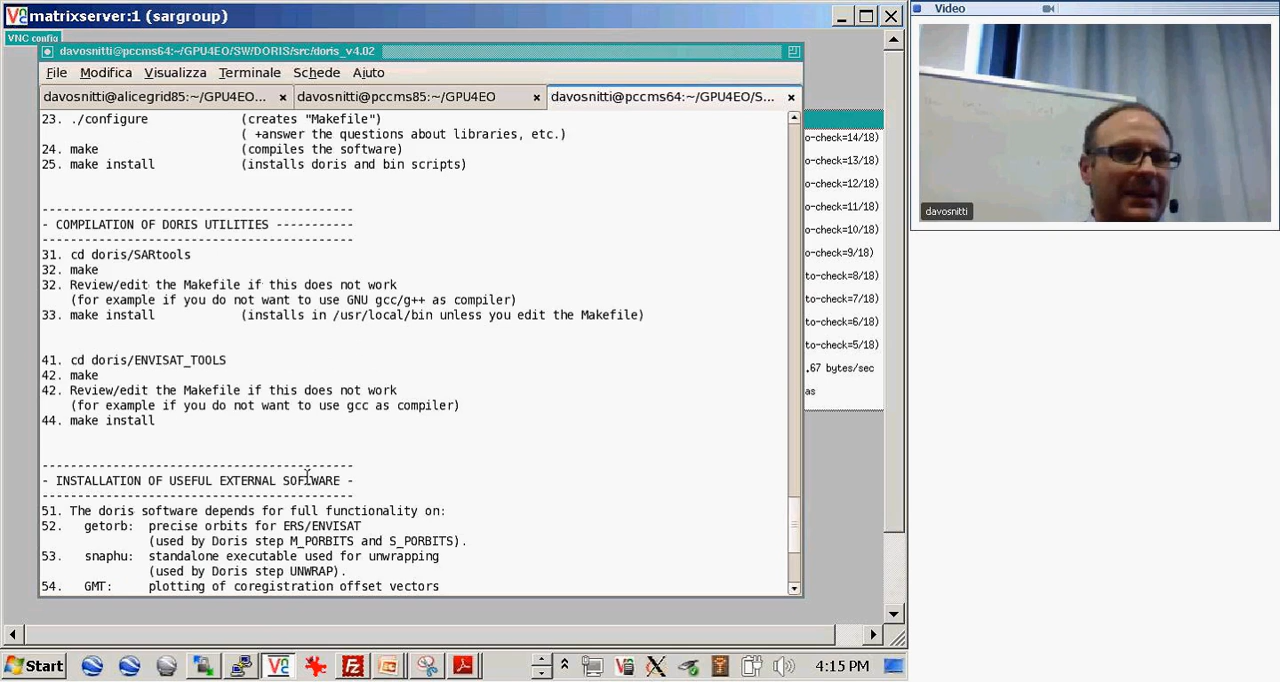 matrixserver:1 (sargroup)
Video
VNC config
davosnitti@pccms64:~/GPU4EO/SW/DORIS/src/doris_v4.02
File Modifica Visualizza Terminale Schede Aiuto
davosnitti@alicegrid85:~/GPU4EO... davosnitti@pccms85:~/GPU4EO davosnitti@pccms64:~/GPU4EO/S...
23. ./configure (creates "Makefile")
( +answer the questions about libraries, etc.)
24. make (compiles the software)
25. make install (installs doris and bin scripts)
----------------------------------------
- COMPILATION OF DORIS UTILITIES -----------
----------------------------------------
31. cd doris/SARtools
32. make
32. Review/edit the Makefile if this does not work
(for example if you do not want to use GNU gcc/g++ as compiler)
33. make install (installs in /usr/local/bin unless you edit the Makefile)
41. cd doris/ENVISAT_TOOLS
42. make
42. Review/edit the Makefile if this does not work
(for example if you do not want to use gcc as compiler)
44. make install
----------------------------------------
- INSTALLATION OF USEFUL EXTERNAL SOFTWARE -
----------------------------------------
51. The doris software depends for full functionality on:
52. getorb: precise orbits for ERS/ENVISAT
(used by Doris step M_PORBITS and S_PORBITS).
53. snaphu: standalone executable used for unwrapping
(used by Doris step UNWRAP).
54. GMT: plotting of coregistration offset vectors
o-check=14/18)
o-check=13/18)
o-check=12/18)
o-check=11/18)
o-check=10/18)
to-check=9/18)
to-check=8/18)
to-check=7/18)
to-check=6/18)
to-check=5/18)
.67 bytes/sec
as
davosnitti
Start
4:15 PM